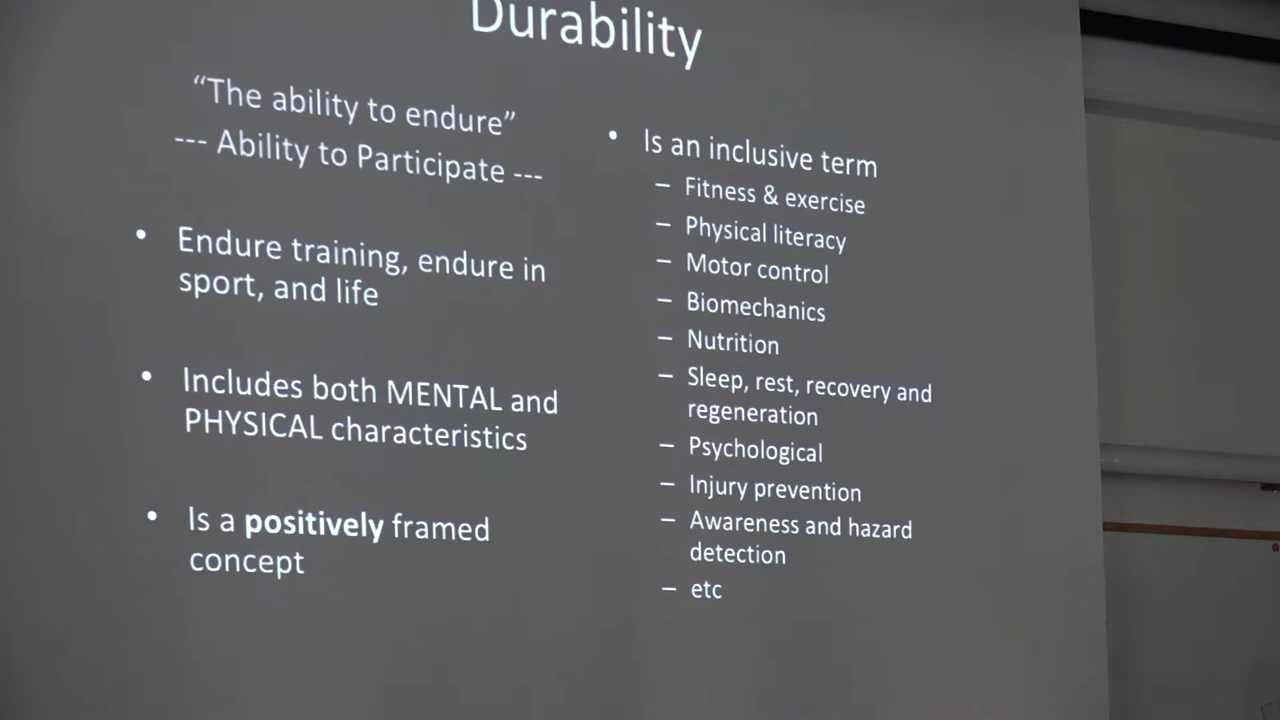 Durability
“The ability to endure”
--- Ability to Participate ---
• Endure training, endure in
sport, and life
• Includes both MENTAL and
PHYSICAL characteristics
• Is a positively framed
concept
• Is an inclusive term
– Fitness & exercise
– Physical literacy
– Motor control
– Biomechanics
– Nutrition
– Sleep, rest, recovery and
regeneration
– Psychological
– Injury prevention
– Awareness and hazard
detection
– etc